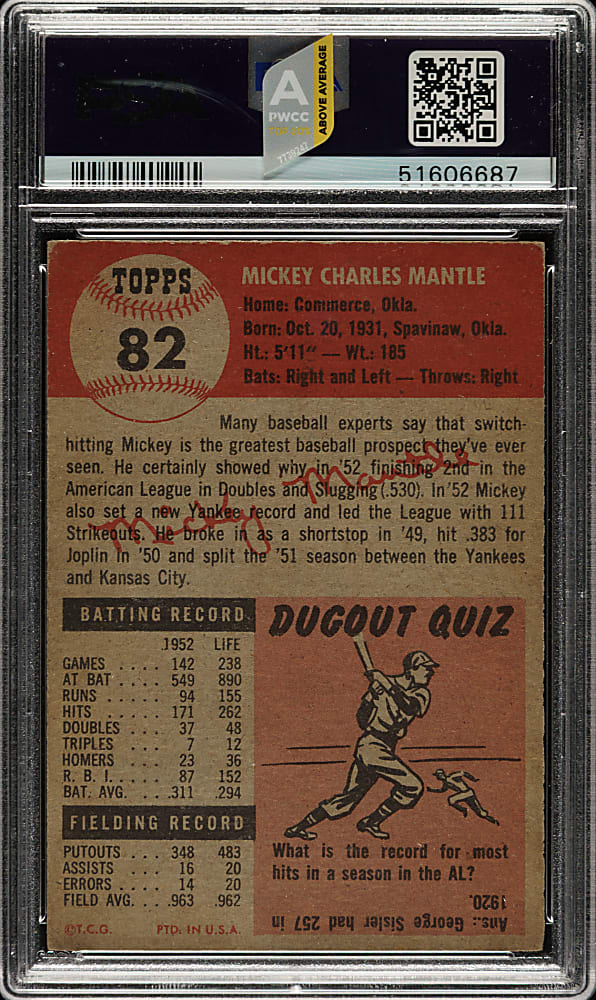 A
PWCC
TOP 30%
ABOVE AVERAGE
7739247
51606687
TOPPS
82
MICKEY CHARLES MANTLE
Home: Commerce, Okla.
Born: Oct. 20, 1931, Spavinaw, Okla.
Ht.: 5'11" — Wt.: 185
Bats: Right and Left — Throws: Right
Many baseball experts say that switch-
hitting Mickey is the greatest baseball prospect they've ever
seen. He certainly showed why in '52 finishing 2nd in the
American League in Doubles and Slugging (.530). In '52 Mickey
also set a new Yankee record and led the League with 111
Strikeouts. He broke in as a shortstop in '49, hit .383 for
Joplin in '50 and split the '51 season between the Yankees
and Kansas City.
Mickey Mantle
BATTING RECORD
1952 LIFE
GAMES .... 142 238
AT BAT .... 549 890
RUNS ..... 94 155
HITS ...... 171 262
DOUBLES ... 37 48
TRIPLES ... 7 12
HOMERS ... 23 36
R. B. I. .... 87 152
BAT. AVG. ... .311 .294
FIELDING RECORD
PUTOUTS ... 348 483
ASSISTS ... 16 20
ERRORS .... 14 20
FIELD AVG. ... .963 .962
©T.C.G. PTD. IN U.S.A.
DUGOUT QUIZ
What is the record for most
hits in a season in the AL?
Ans.: George Sisler had 257 in
1920.